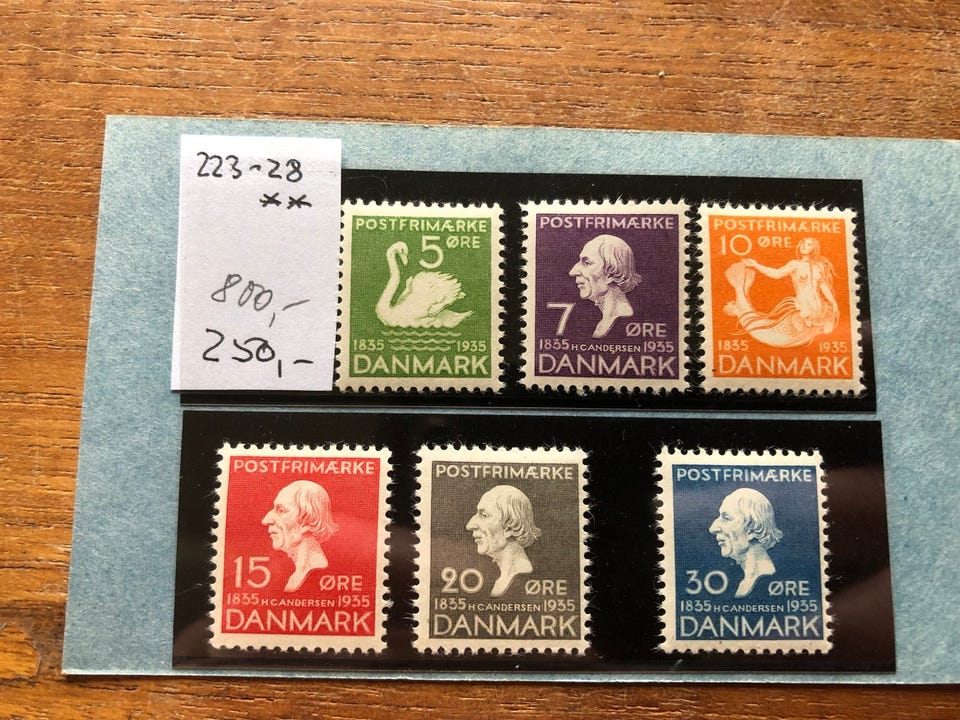 223-28
**
800,-
250,-
POSTFRIMÆRKE
5
ØRE
1835 1935
DANMARK
POSTFRIMÆRKE
7 ØRE
1835 H C ANDERSEN 1935
DANMARK
POSTFRIMÆRKE
10 ØRE
1835 1935
DANMARK
POSTFRIMÆRKE
15 ØRE
1835 H C ANDERSEN 1935
DANMARK
POSTFRIMÆRKE
20 ØRE
1835 H C ANDERSEN 1935
DANMARK
POSTFRIMÆRKE
30 ØRE
1835 H C ANDERSEN 1935
DANMARK